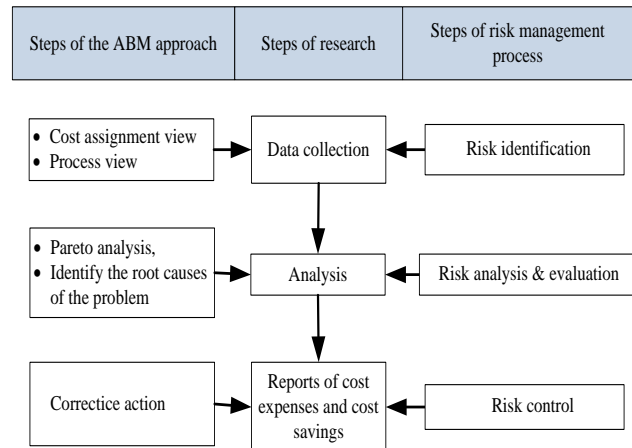 Steps of the ABM approach
Steps of research
Steps of risk management
process
• Cost assignment view
• Process view
Data collection
Risk identification
• Pareto analysis,
• Identify the root causes
of the problem
Analysis
Risk analysis & evaluation
Correctice action
Reports of cost
expenses and cost
savings
Risk control